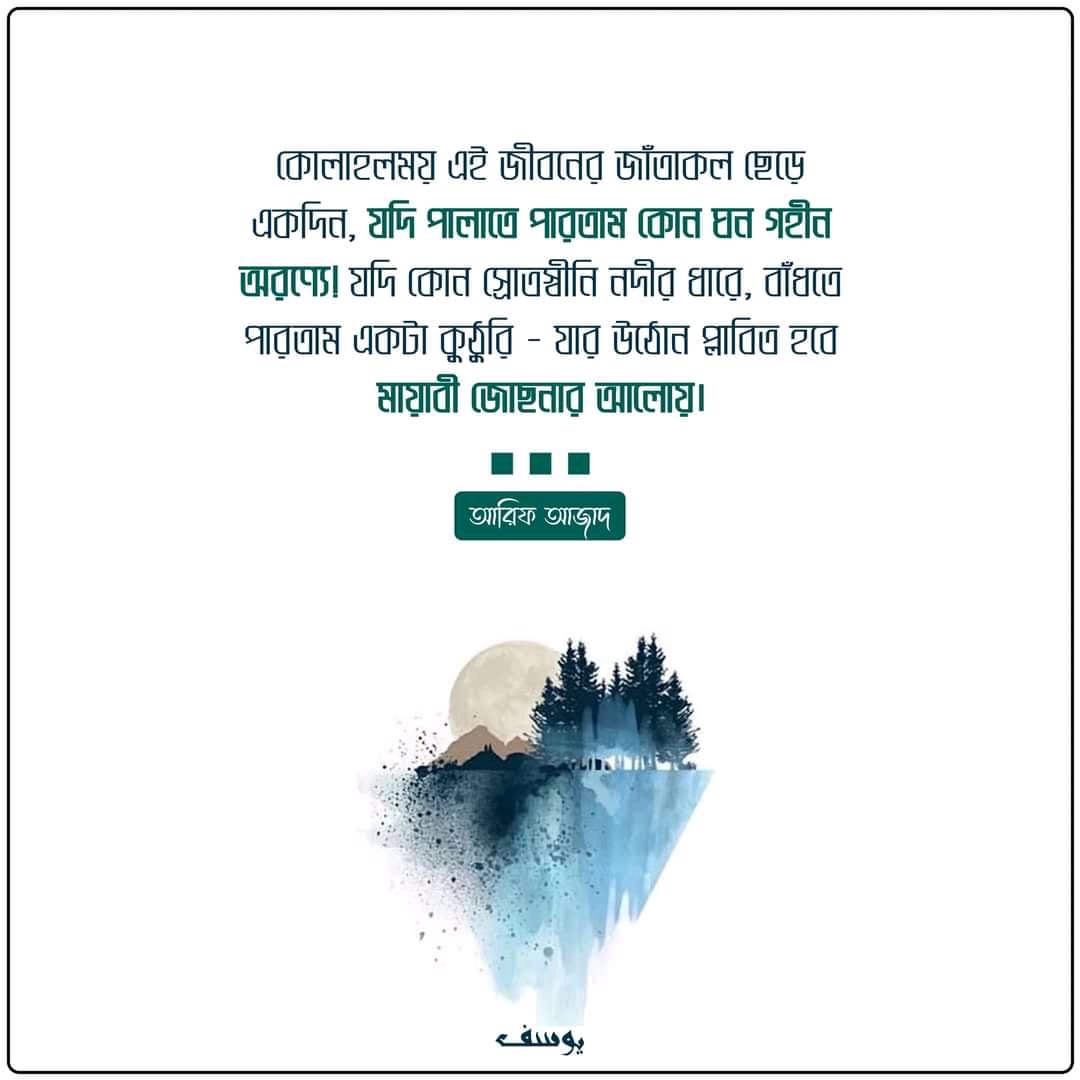 কোলাহলময় এই জীবনের জাঁতাকল ছেড়ে
একদিন, যদি পালাতে পারতাম কোন ঘন গহীন
অরণ্যে! যদি কোন স্রোতস্বীনি নদীর ধারে, বাঁধতে
পারতাম একটা কুঠুরি - যার উঠোন প্লাবিত হবে
মায়াবী জোছনার আলোয়।
আরিফ আজাদ
يوسف